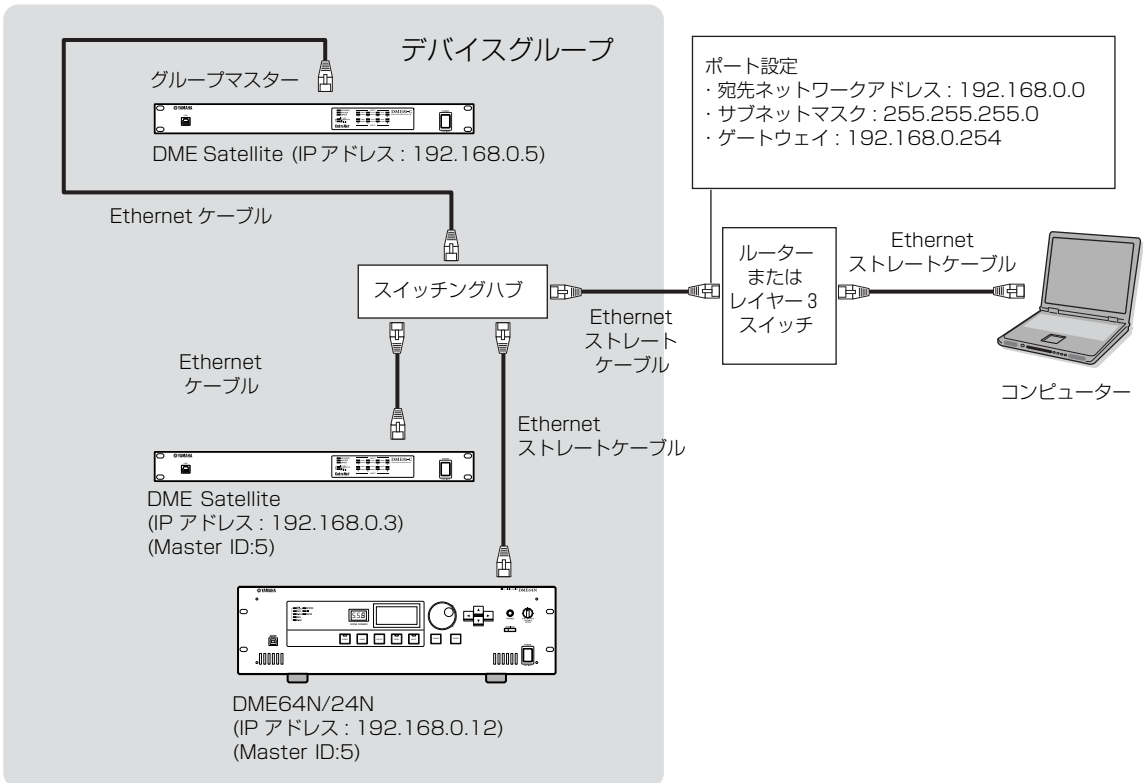 デバイスグループ
グループマスター
YAMAHA
DME Satellite (IP アドレス : 192.168.0.5)
Ethernet ケーブル
ポート設定
・宛先ネットワークアドレス : 192.168.0.0
・サブネットマスク : 255.255.255.0
・ゲートウェイ : 192.168.0.254
スイッチングハブ
Ethernet
ストレート
ケーブル
ルーター
または
レイヤー 3
スイッチ
Ethernet
ストレートケーブル
コンピューター
Ethernet
ケーブル
Ethernet
ストレートケーブル
YAMAHA
DME Satellite
(IP アドレス : 192.168.0.3)
(Master ID:5)
YAMAHA
DME64N
DME64N/24N
(IP アドレス : 192.168.0.12)
(Master ID:5)